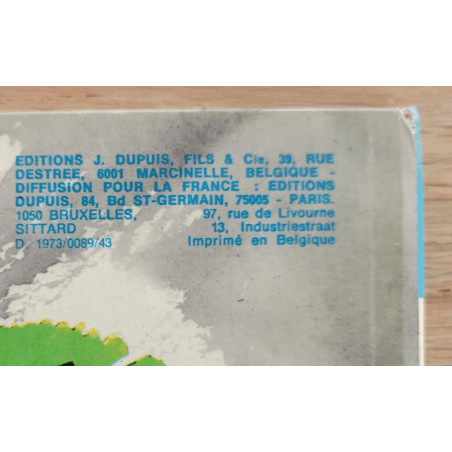 EDITIONS J. DUPUIS, FILS & Cie, 39, RUE
DESTREE, 6001 MARCINELLE, BELGIQUE -
DIFFUSION POUR LA FRANCE : EDITIONS
DUPUIS, 84, Bd ST-GERMAIN, 75005 - PARIS.
1050 BRUXELLES, 97, rue de Livourne
SITTARD 13, Industriestraat
D. 1973/0089/43 Imprimé en Belgique